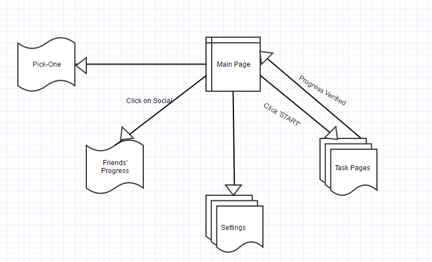 Pick-One
Main Page
Progress Verified
Click on Social
Click 'START'
Friends'
Progress
Task Pages
Settings